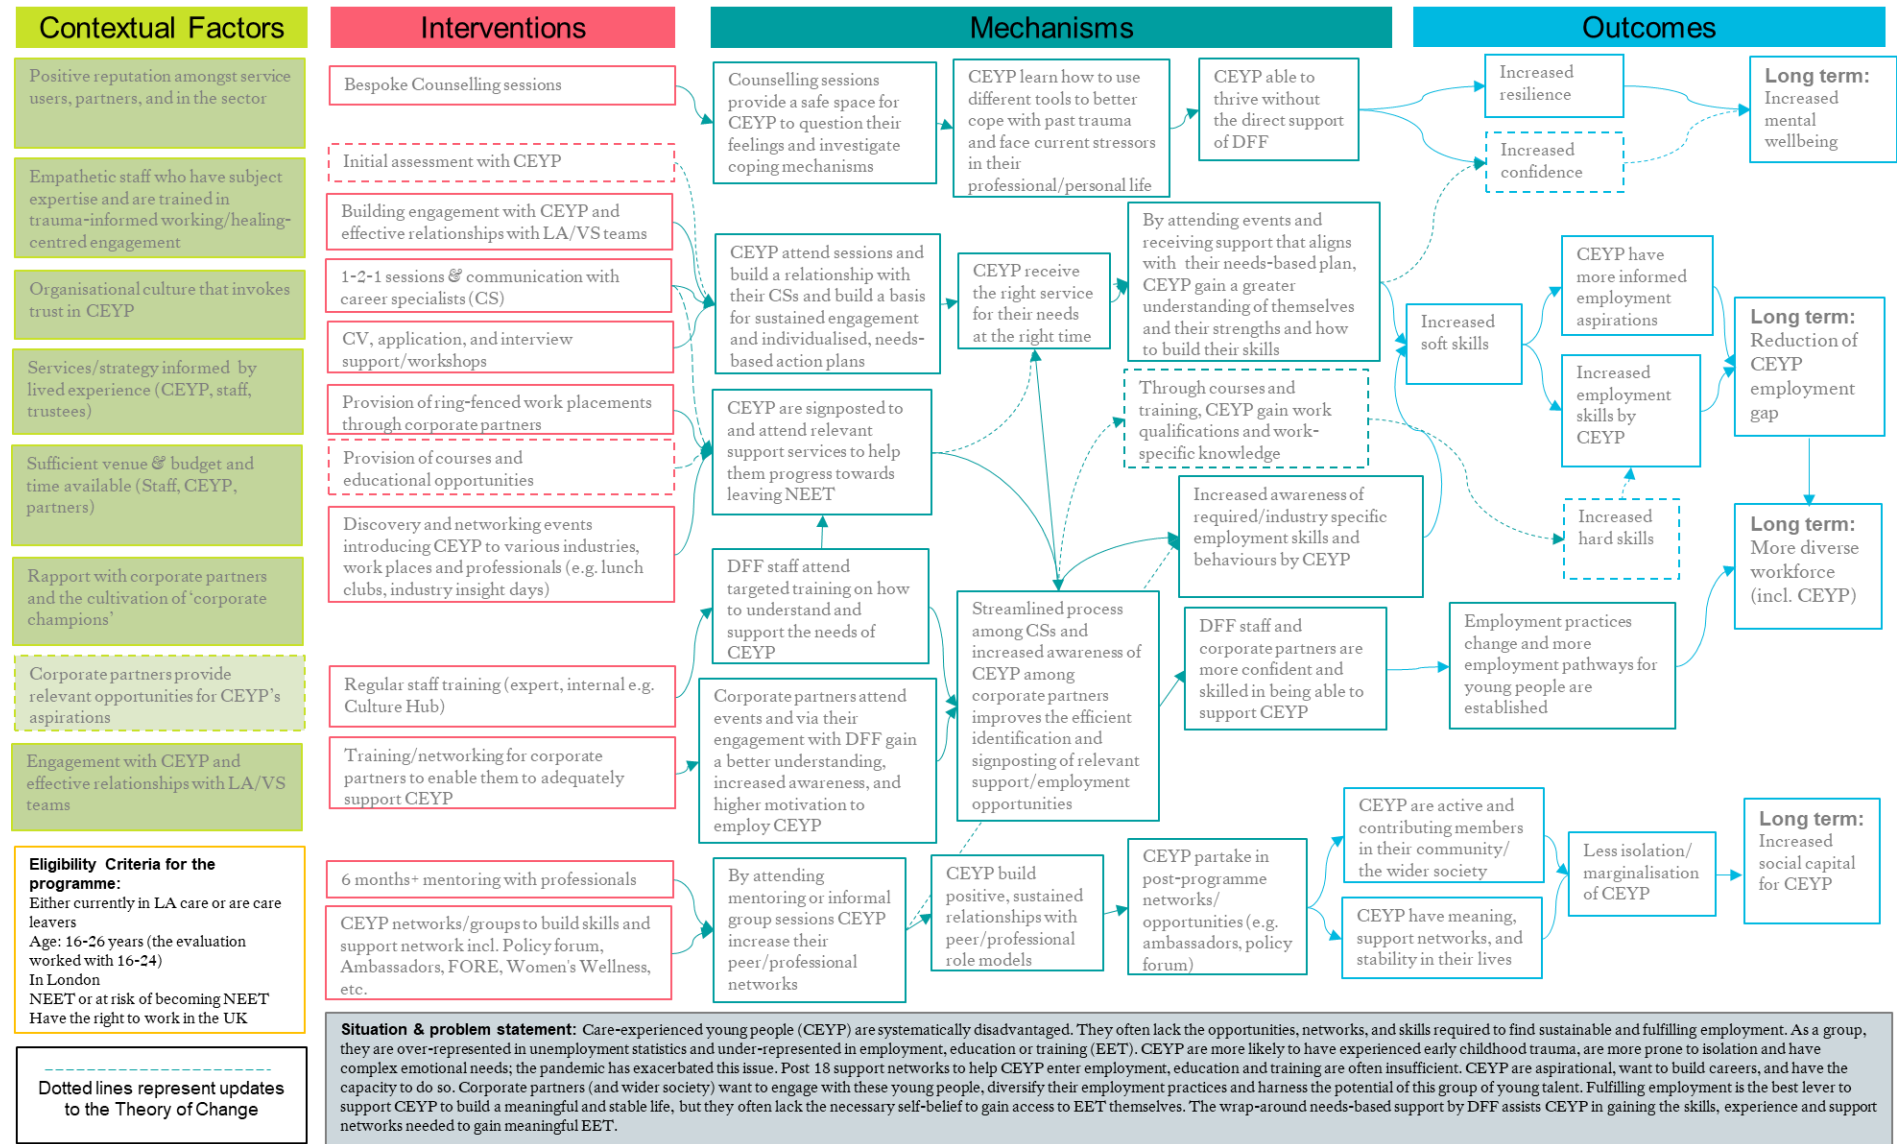 Contextual Factors
Positive reputation amongst service
users, partners, and in the sector
Empathetic staff who have subject
expertise and are trained in
trauma-informed working/healing-
centred engagement
Organisational culture that invokes
trust in CEYP
Services/strategy informed by
lived experience (CEYP, staff,
trustees)
Sufficient venue & budget and
time available (Staff, CEYP,
partners)
Rapport with corporate partners
and the cultivation of ‘corporate
champions’
Corporate partners provide
relevant opportunities for CEYP’s
aspirations
Engagement with CEYP and
effective relationships with LA/VS
teams
Eligibility Criteria for the
programme:
Either currently in LA care or are care
leavers
Age: 16-26 years (the evaluation
worked with 16-24)
In London
NEET or at risk of becoming NEET
Have the right to work in the UK
Dotted lines represent updates
to the Theory of Change
Interventions
Bespoke Counselling sessions
Initial assessment with CEYP
Building engagement with CEYP and
effective relationships with LA/VS teams
1-2-1 sessions & communication with
career specialists (CS)
CV, application, and interview
support/workshops
Provision of ring-fenced work placements
through corporate partners
Provision of courses and
educational opportunities
Discovery and networking events
introducing CEYP to various industries,
work places and professionals (e.g. lunch
clubs, industry insight days)
Regular staff training (expert, internal e.g.
Culture Hub)
Training/networking for corporate
partners to enable them to adequately
support CEYP
6 months+ mentoring with professionals
CEYP networks/groups to build skills and
support network incl. Policy forum,
Ambassadors, FORE, Women's Wellness,
etc.
Mechanisms
Counselling sessions
provide a safe space for
CEYP to question their
feelings and investigate
coping mechanisms
CEYP learn how to use
different tools to better
cope with past trauma
and face current stressors
in their
professional/personal life
CEYP able to
thrive without
the direct support
of DFF
CEYP attend sessions and
build a relationship with
their CSs and build a basis
for sustained engagement
and individualised, needs-
based action plans
CEYP receive
the right service
for their needs
at the right time
By attending events and
receiving support that aligns
with their needs-based plan,
CEYP gain a greater
understanding of themselves
and their strengths and how
to build their skills
CEYP are signposted to
and attend relevant
support services to help
them progress towards
leaving NEET
Through courses and
training, CEYP gain work
qualifications and work-
specific knowledge
Increased awareness of
required/industry specific
employment skills and
behaviours by CEYP
DFF staff attend
targeted training on how
to understand and
support the needs of
CEYP
Streamlined process
among CSs and
increased awareness of
CEYP among
corporate partners
improves the efficient
identification and
signposting of relevant
support/employment
opportunities
DFF staff and
corporate partners are
more confident and
skilled in being able to
support CEYP
Corporate partners attend
events and via their
engagement with DFF gain
a better understanding,
increased awareness, and
higher motivation to
employ CEYP
By attending
mentoring or informal
group sessions CEYP
increase their
peer/professional
networks
CEYP build
positive, sustained
relationships with
peer/professional
role models
CEYP partake in
post-programme
networks/
opportunities (e.g.
ambassadors, policy
forum)
Outcomes
Increased
resilience
Increased
confidence
Long term:
Increased
mental
wellbeing
Increased
soft skills
CEYP have
more informed
employment
aspirations
Increased
employment
skills by
CEYP
Increased
hard skills
Long term:
Reduction of
CEYP
employment
gap
Long term:
More diverse
workforce
(incl. CEYP)
Employment practices
change and more
employment pathways for
young people are
established
CEYP are active and
contributing members
in their community/
the wider society
CEYP have meaning,
support networks, and
stability in their lives
Less isolation/
marginalisation
of CEYP
Long term:
Increased
social capital
for CEYP
Situation & problem statement: Care-experienced young people (CEYP) are systematically disadvantaged. They often lack the opportunities, networks, and skills required to find sustainable and fulfilling employment. As a group,
they are over-represented in unemployment statistics and under-represented in employment, education or training (EET). CEYP are more likely to have experienced early childhood trauma, are more prone to isolation and have
complex emotional needs; the pandemic has exacerbated this issue. Post 18 support networks to help CEYP enter employment, education and training are often insufficient. CEYP are aspirational, want to build careers, and have the
capacity to do so. Corporate partners (and wider society) want to engage with these young people, diversify their employment practices and harness the potential of this group of young talent. Fulfilling employment is the best lever to
support CEYP to build a meaningful and stable life, but they often lack the necessary self-belief to gain access to EET themselves. The wrap-around needs-based support by DFF assists CEYP in gaining the skills, experience and support
networks needed to gain meaningful EET.